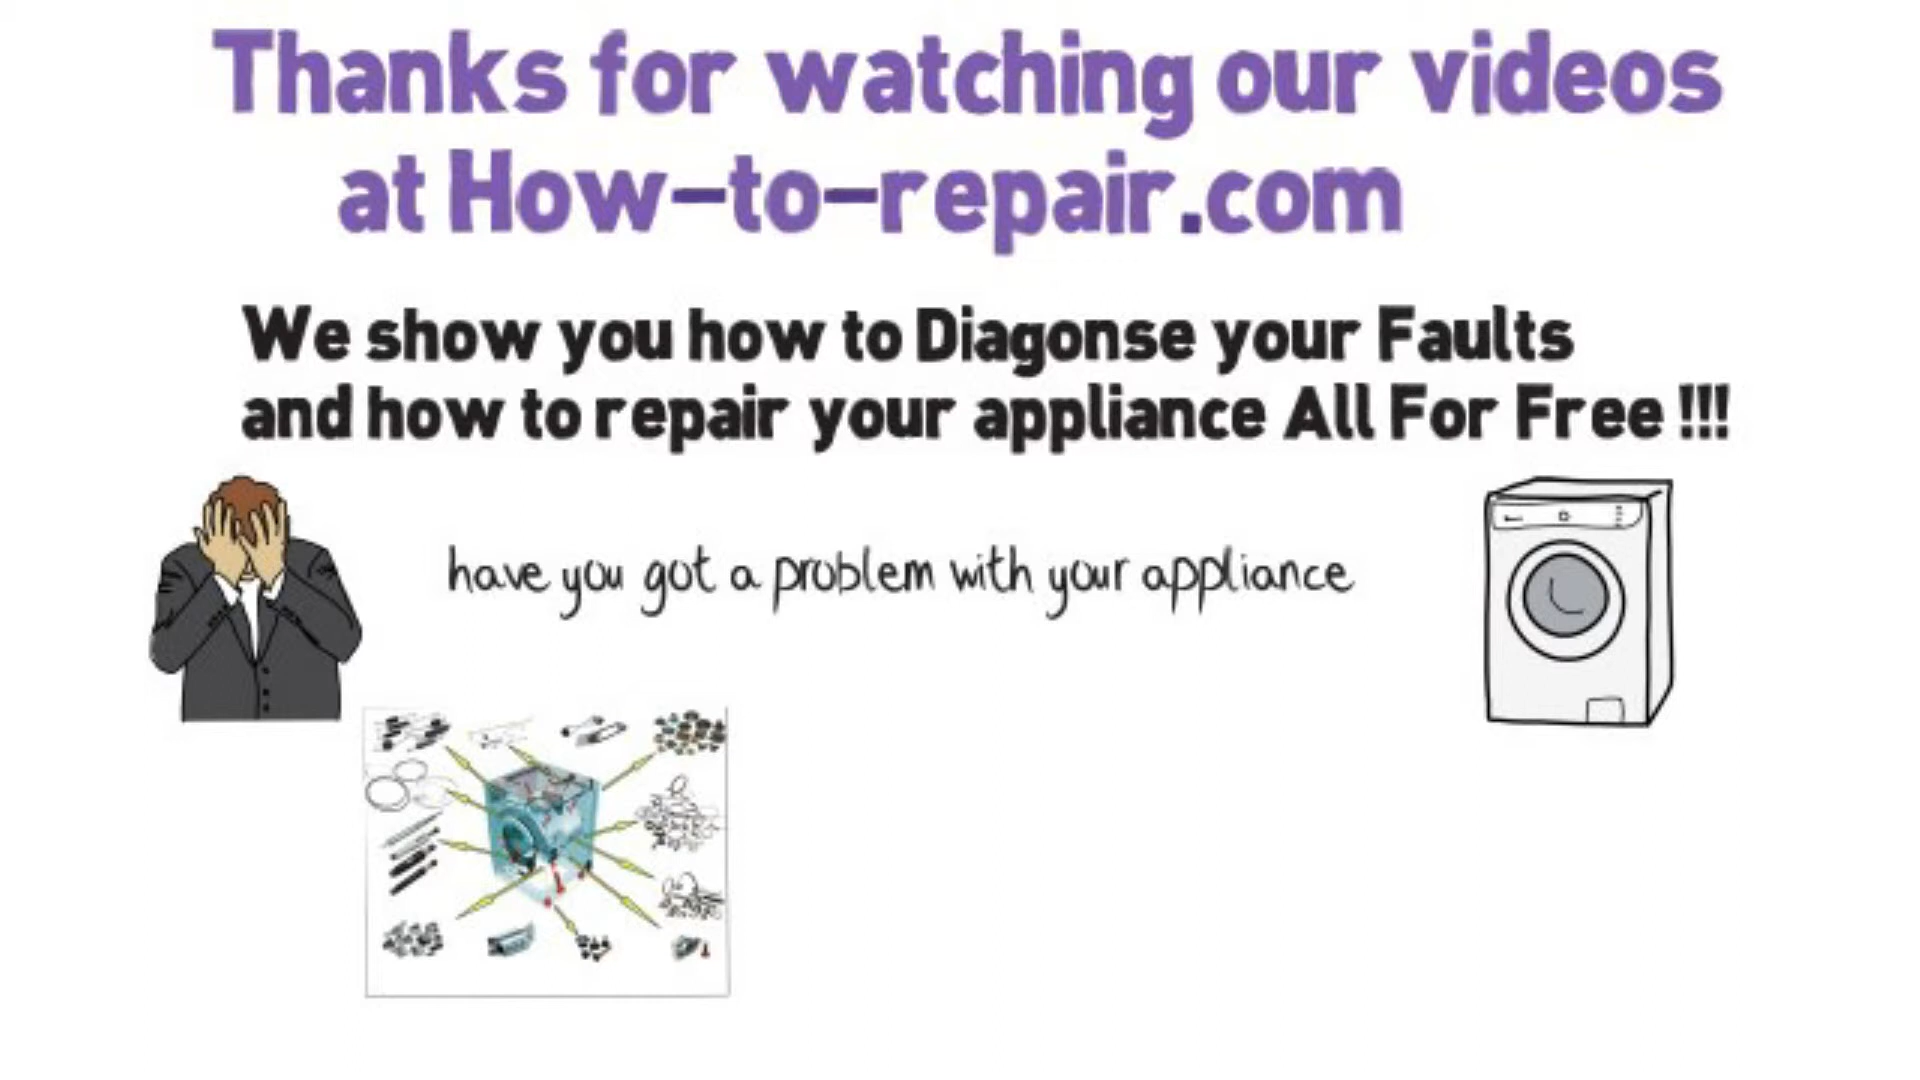 Thanks for watching our videos
at How-to-repair.com
We show you how to Diagonse your Faults
and how to repair your appliance All For Free !!!
have you got a problem with your appliance